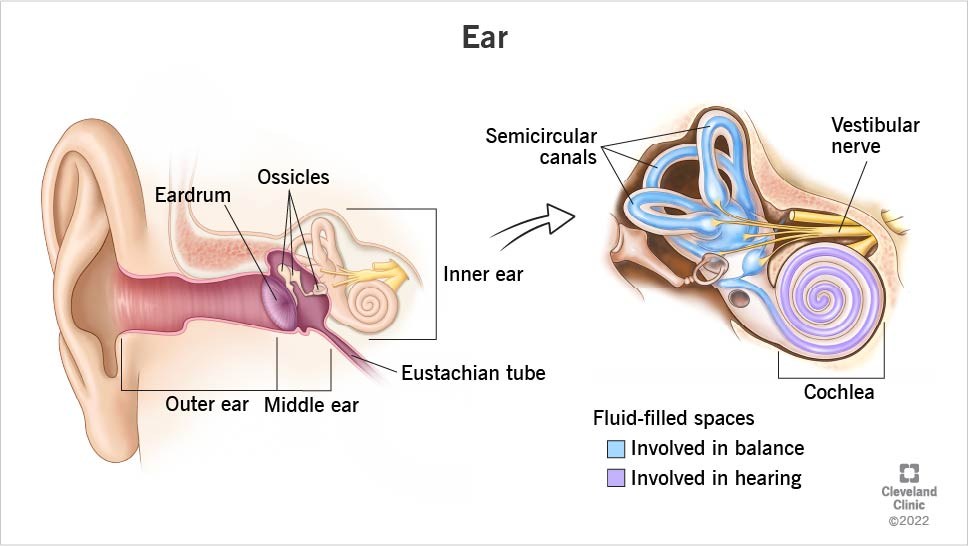 Ear
Semicircular
canals
Vestibular
nerve
Ossicles
Eardrum
Inner ear
Eustachian tube
Outer ear
Middle ear
Cochlea
Fluid-filled spaces
Involved in balance
Involved in hearing
Cleveland
Clinic
©2022